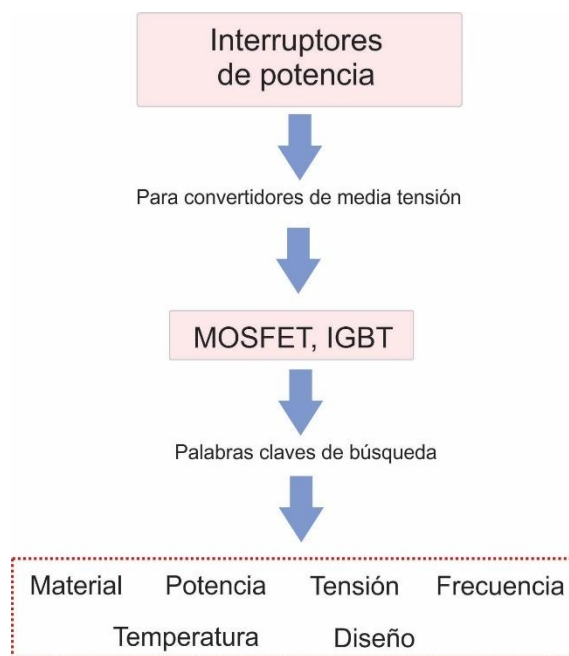 Interruptores
de potencia
Para convertidores de media tensión
MOSFET, IGBT
Palabras claves de búsqueda
Material Potencia Tensión Frecuencia
Temperatura Diseño